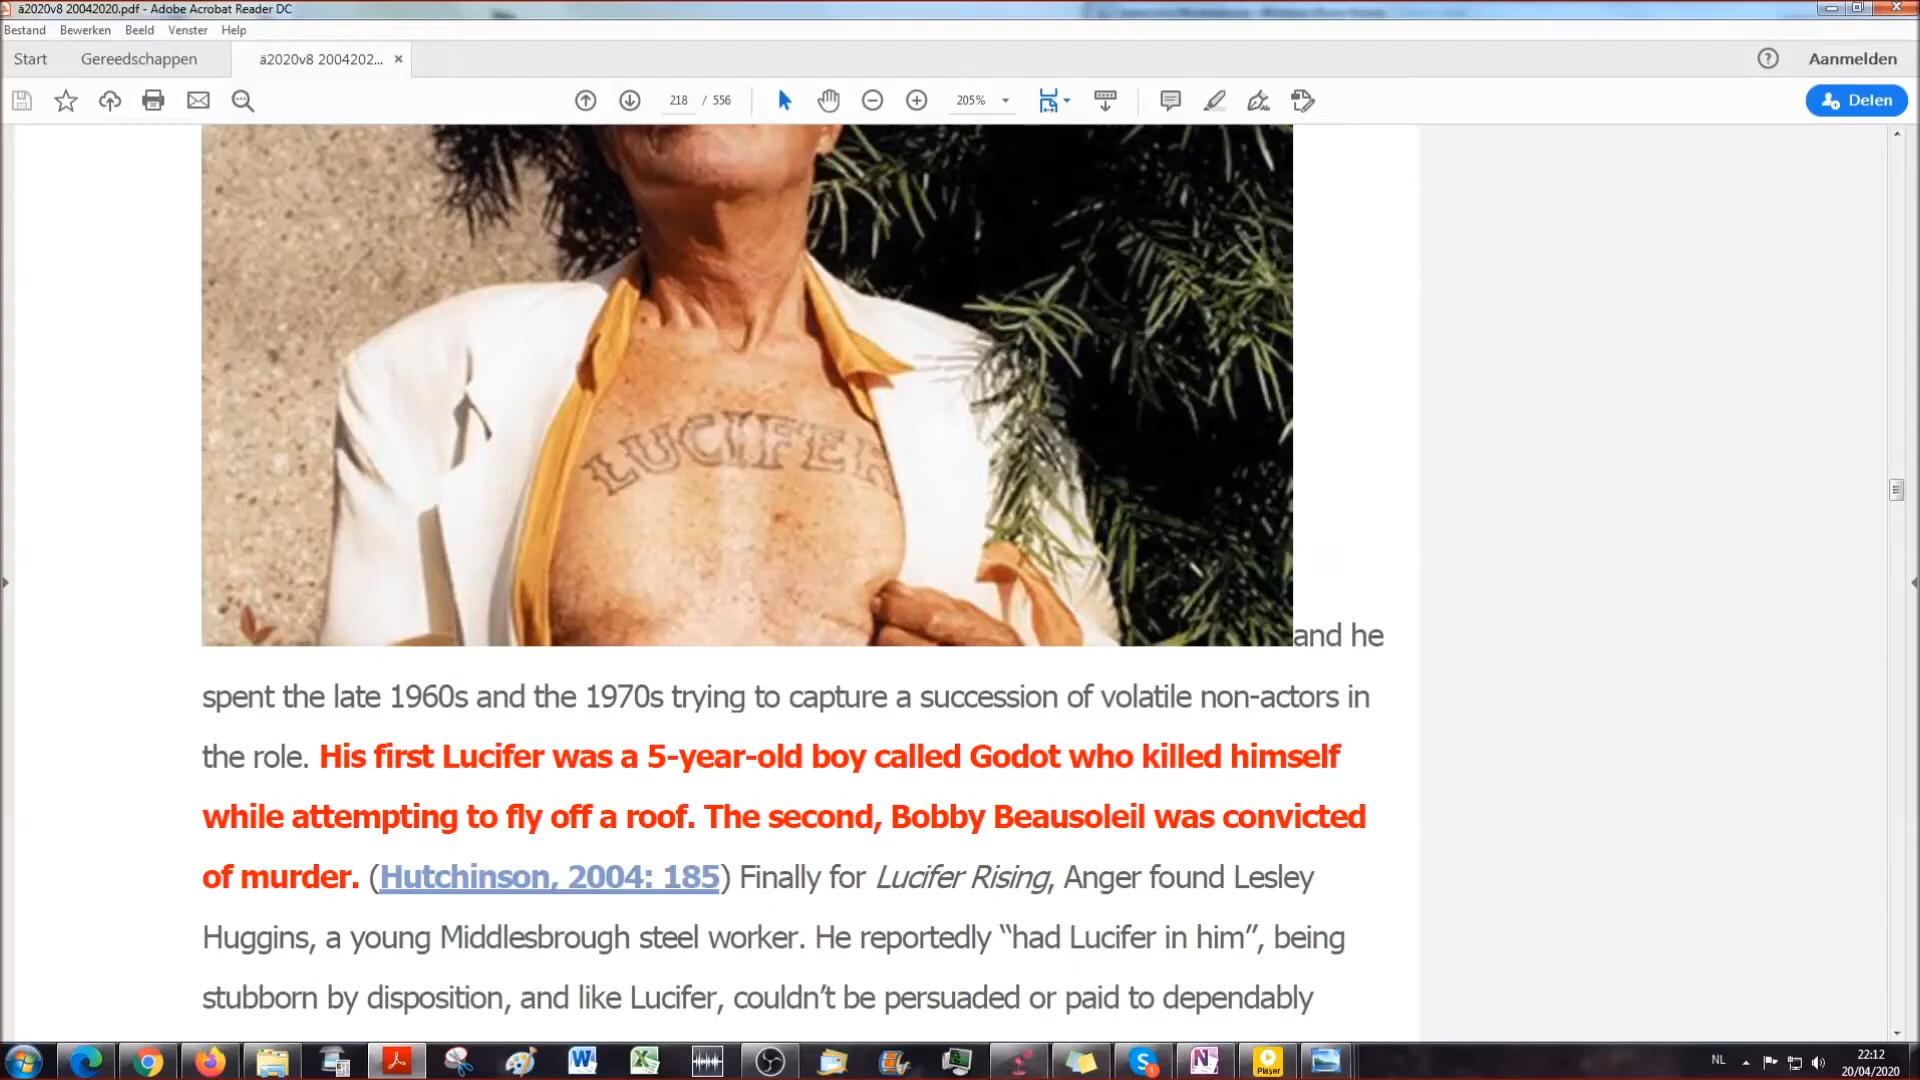 ä2020v8 20042020.pdf - Adobe Acrobat Reader DC
Bestand Bewerken Beeld Venster Help
Start Gereedschappen ä2020v8 2004202... × Aanmelden
218 / 556 205% Delen
LUCIFER
and he
spent the late 1960s and the 1970s trying to capture a succession of volatile non-actors in
the role. His first Lucifer was a 5-year-old boy called Godot who killed himself
while attempting to fly off a roof. The second, Bobby Beausoleil was convicted
of murder. (Hutchinson, 2004: 185) Finally for Lucifer Rising, Anger found Lesley
Huggins, a young Middlesbrough steel worker. He reportedly “had Lucifer in him”, being
stubborn by disposition, and like Lucifer, couldn’t be persuaded or paid to dependably
Player
NL 22:12
20/04/2020